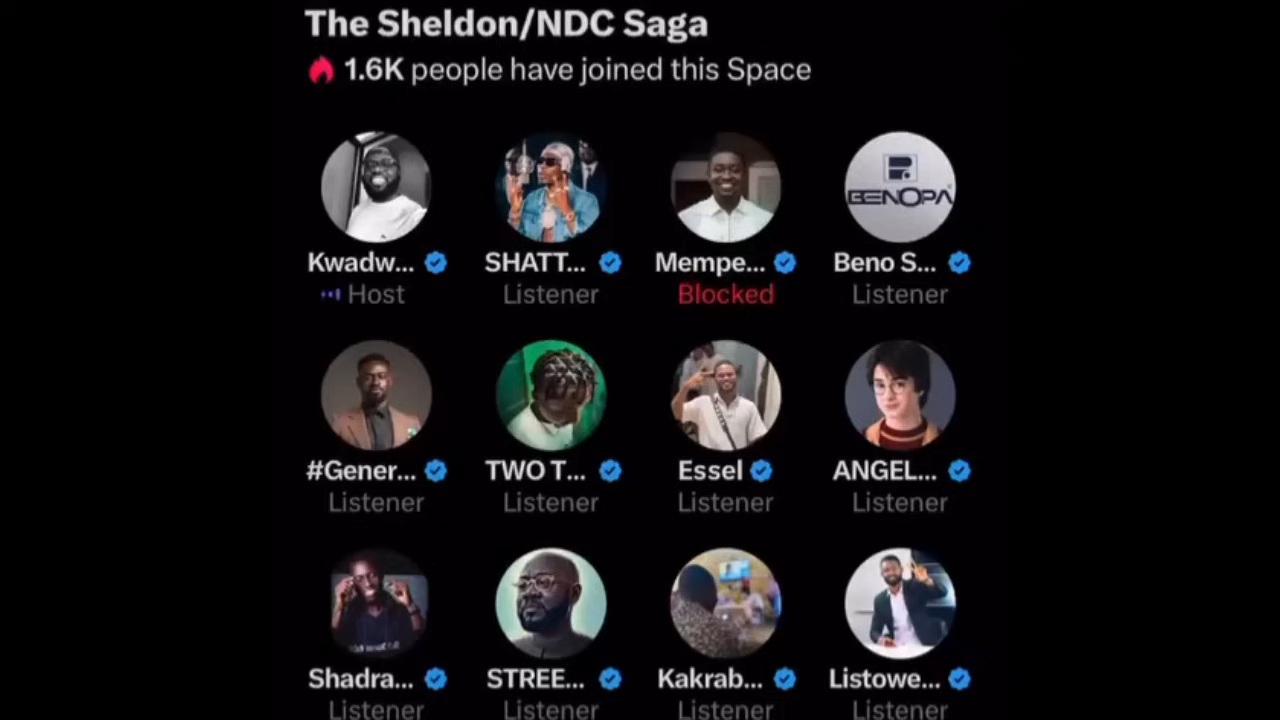 The Sheldon/NDC Saga
1.6K people have joined this Space
BENOPA
Kwadw... SHATT... Mempe... Beno S...
Host Listener Blocked Listener
#Gener... TWO T... Essel ANGEL...
Listener Listener Listener Listener
Shadra... STREE... Kakrab... Listowe...
Listener Listener Listener Listener